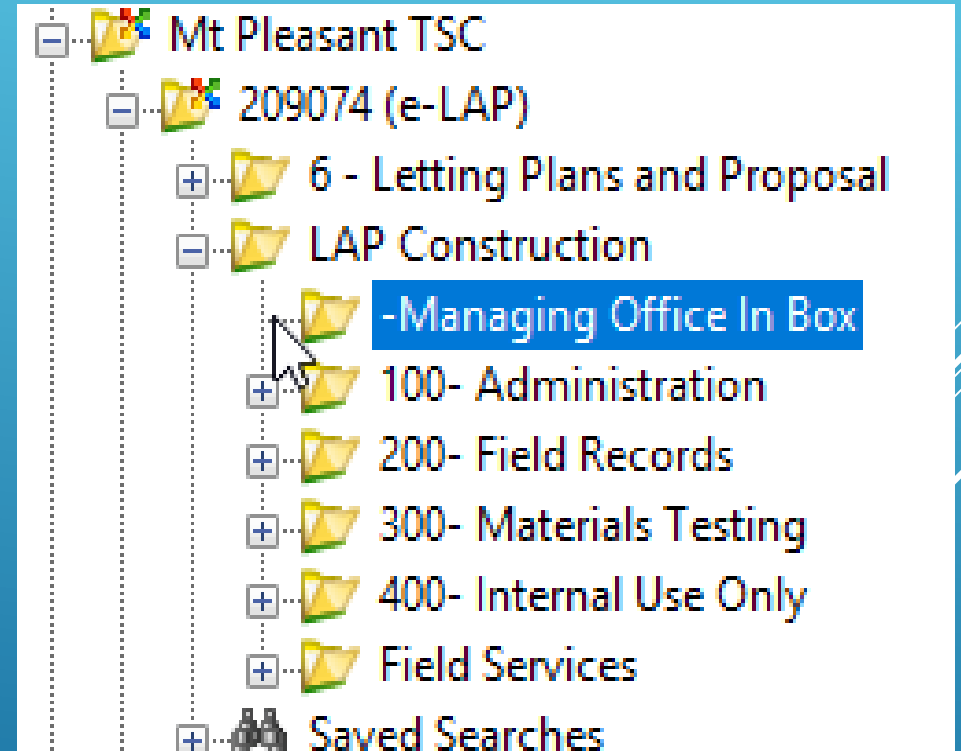 Mt Pleasant TSC
209074 (e-LAP)
6 - Letting Plans and Proposal
LAP Construction
-Managing Office In Box
100- Administration
200- Field Records
300- Materials Testing
400- Internal Use Only
Field Services
Saved Searches